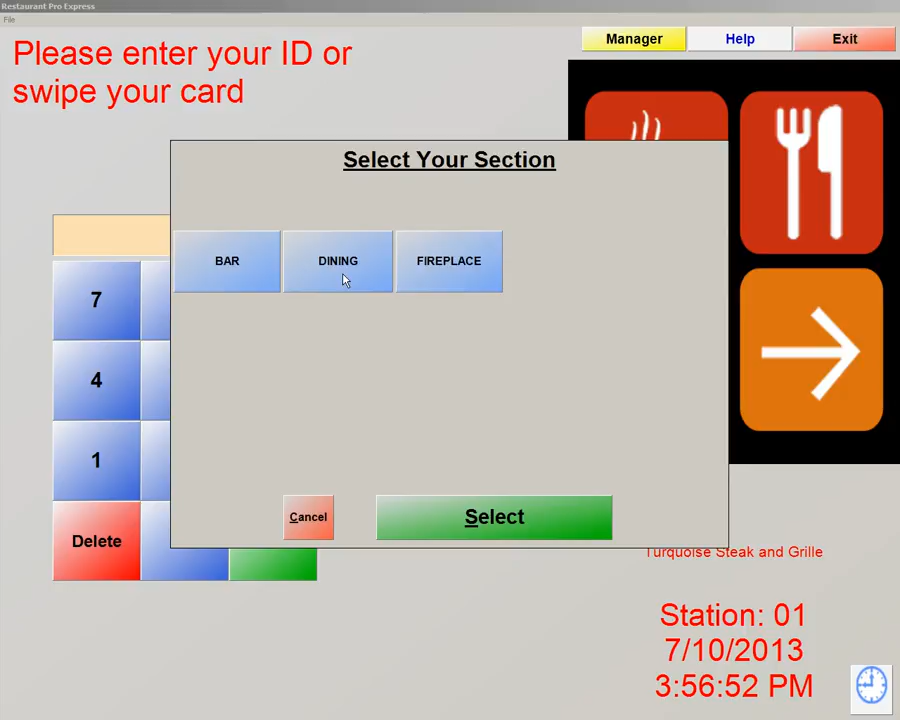 Restaurant Pro Express
File
Please enter your ID or
swipe your card
Manager
Help
Exit
Select Your Section
BAR
DINING
FIREPLACE
7
4
1
Delete
Cancel
Select
Turquoise Steak and Grille
Station: 01
7/10/2013
3:56:52 PM